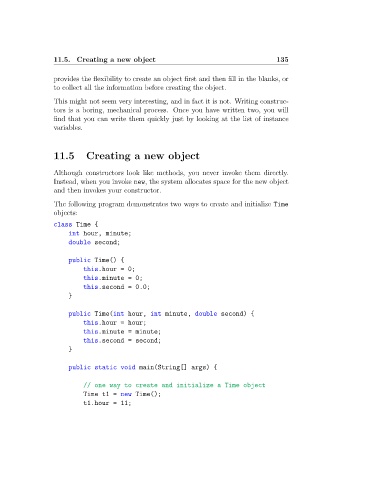 11.5. Creating a new object 135
provides the flexibility to create an object first and then fill in the blanks, or
to collect all the information before creating the object.
This might not seem very interesting, and in fact it is not. Writing construc-
tors is a boring, mechanical process. Once you have written two, you will
find that you can write them quickly just by looking at the list of instance
variables.
11.5 Creating a new object
Although constructors look like methods, you never invoke them directly.
Instead, when you invoke new, the system allocates space for the new object
and then invokes your constructor.
The following program demonstrates two ways to create and initialize Time
objects:
class Time {
    int hour, minute;
    double second;
    public Time() {
        this.hour = 0;
        this.minute = 0;
        this.second = 0.0;
    }
    public Time(int hour, int minute, double second) {
        this.hour = hour;
        this.minute = minute;
        this.second = second;
    }
    public static void main(String[] args) {
        // one way to create and initialize a Time object
        Time t1 = new Time();
        t1.hour = 11;